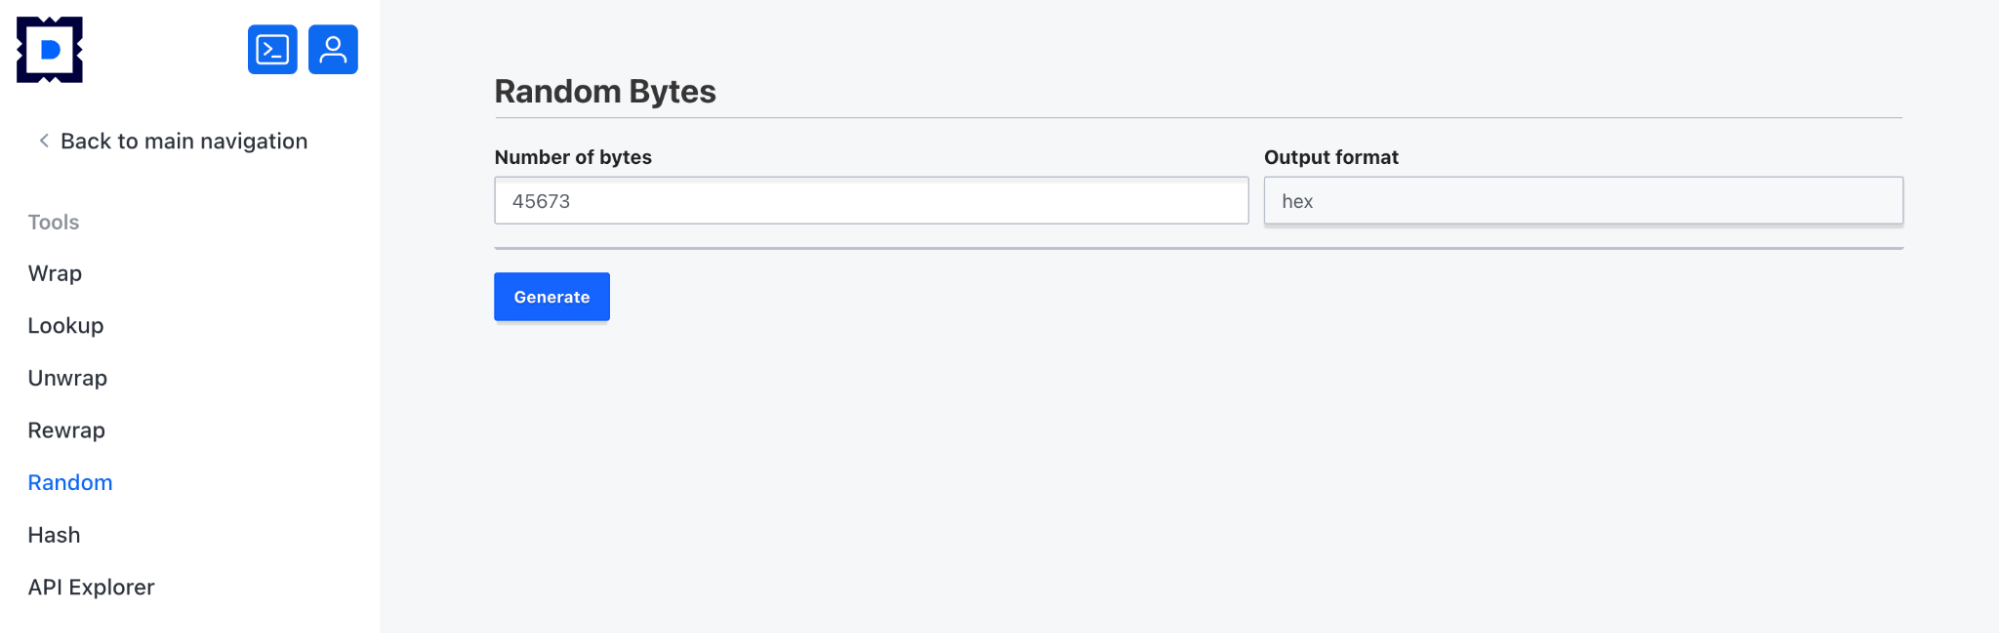 Back to main navigation
Tools
Wrap
Lookup
Unwrap
Rewrap
Random
Hash
API Explorer
Random Bytes
Number of bytes
45673
Output format
hex
Generate